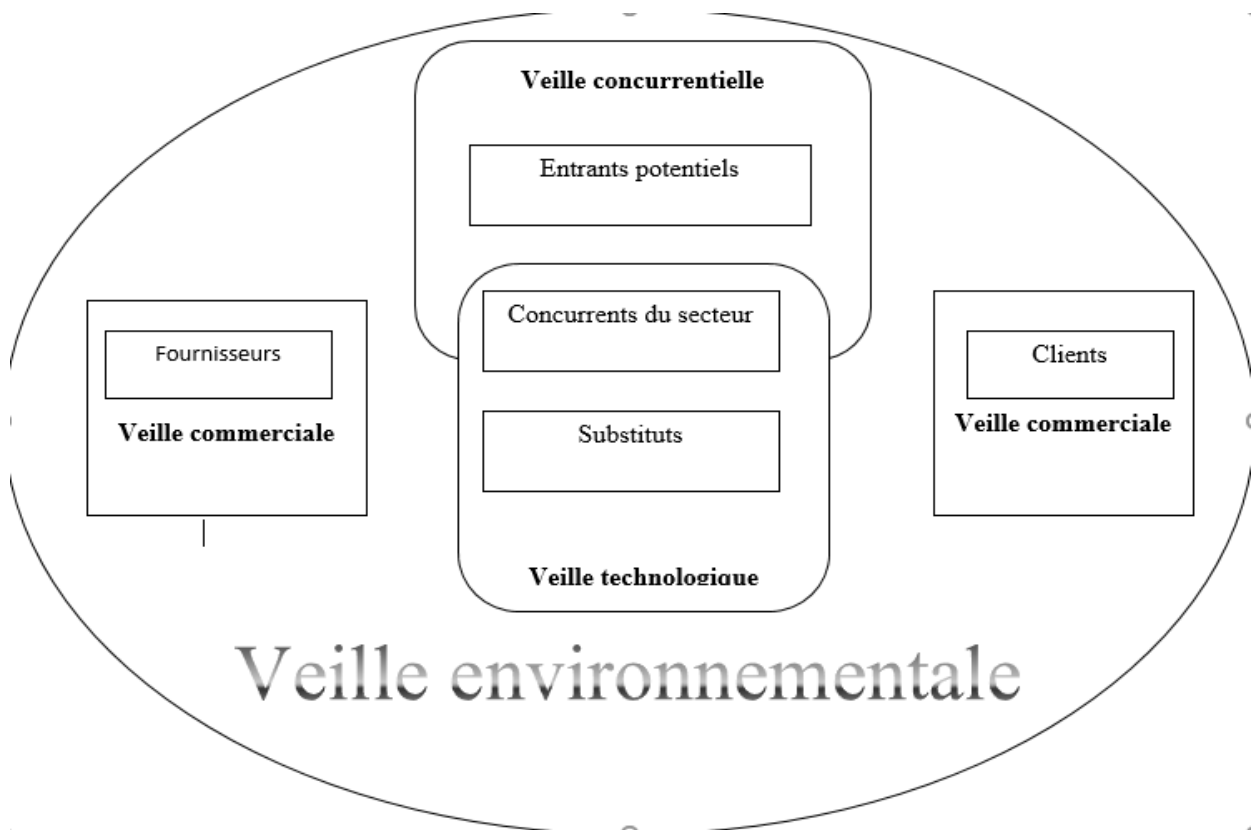 Veille concurrentielle
Entrants potentiels
Concurrents du secteur
Fournisseurs
Clients
Veille commerciale
Veille commerciale
Substituts
Veille technologique
Veille environnementale